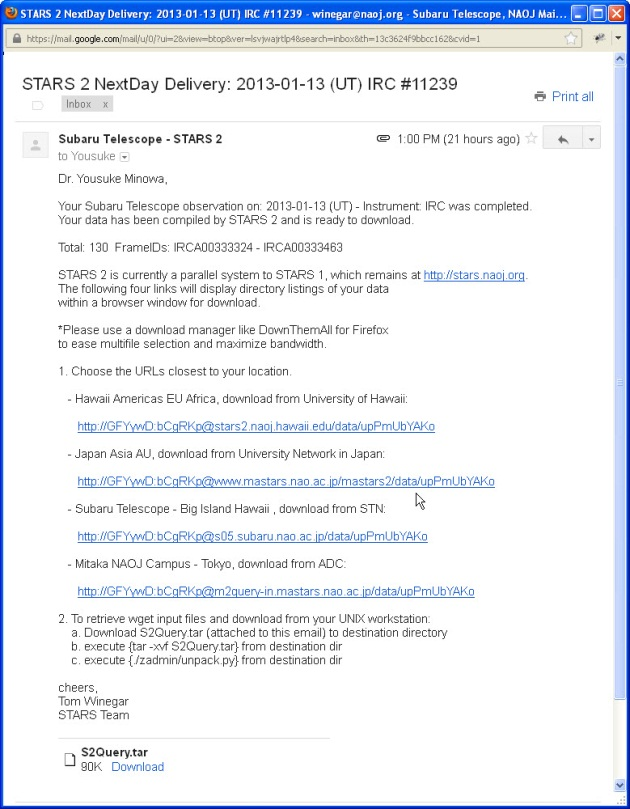 STARS 2 NextDay Delivery: 2013-01-13 (UT) IRC #11239 - winegar@naoj.org - Subaru Telescope, NAOJ Mai...
https://mail.google.com/mail/u/0/?ui=2&view=btop&ver=lsvjwajrtlp4&search=inbox&th=13c3624f9bbcc162&cvid=1
STARS 2 NextDay Delivery: 2013-01-13 (UT) IRC #11239
Inbox x
Print all
Subaru Telescope - STARS 2
1:00 PM (21 hours ago)
to Yousuke
Dr. Yousuke Minowa,
Your Subaru Telescope observation on: 2013-01-13 (UT) - Instrument: IRC was completed.
Your data has been compiled by STARS 2 and is ready to download.
Total: 130 FrameIDs: IRCA00333324 - IRCA00333463
STARS 2 is currently a parallel system to STARS 1, which remains at http://stars.naoj.org.
The following four links will display directory listings of your data
within a browser window for download.
*Please use a download manager like DownThemAll for Firefox
to ease multifile selection and maximize bandwidth.
1. Choose the URLs closest to your location.
- Hawaii Americas EU Africa, download from University of Hawaii:
http://GFYywD:bCgRKp@stars2.naoj.hawaii.edu/data/upPmUbYAKo
- Japan Asia AU, download from University Network in Japan:
http://GFYywD:bCgRKp@www.mastars.nao.ac.jp/mastars2/data/upPmUbYAKo
- Subaru Telescope - Big Island Hawaii , download from STN:
http://GFYywD:bCgRKp@s05.subaru.nao.ac.jp/data/upPmUbYAKo
- Mitaka NAOJ Campus - Tokyo, download from ADC:
http://GFYywD:bCgRKp@m2query-in.mastars.nao.ac.jp/data/upPmUbYAKo
2. To retrieve wget input files and download from your UNIX workstation:
a. Download S2Query.tar (attached to this email) to destination directory
b. execute {tar -xvf S2Query.tar} from destination dir
c. execute {./zadmin/unpack.py} from destination dir
cheers,
Tom Winegar
STARS Team
S2Query.tar
90K Download